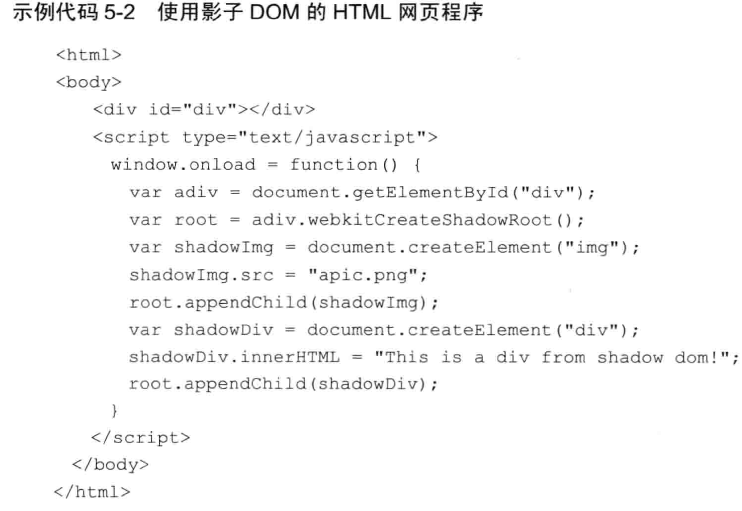 示例代码 5-2 使用影子 DOM 的 HTML 网页程序
<html>
<body>
<div id="div"></div>
<script type="text/javascript">
window.onload = function() {
var adiv = document.getElementById("div");
var root = adiv.webkitCreateShadowRoot();
var shadowImg = document.createElement("img");
shadowImg.src = "apic.png";
root.appendChild(shadowImg);
var shadowDiv = document.createElement("div");
shadowDiv.innerHTML = "This is a div from shadow dom!";
root.appendChild(shadowDiv);
}
</script>
</body>
</html>